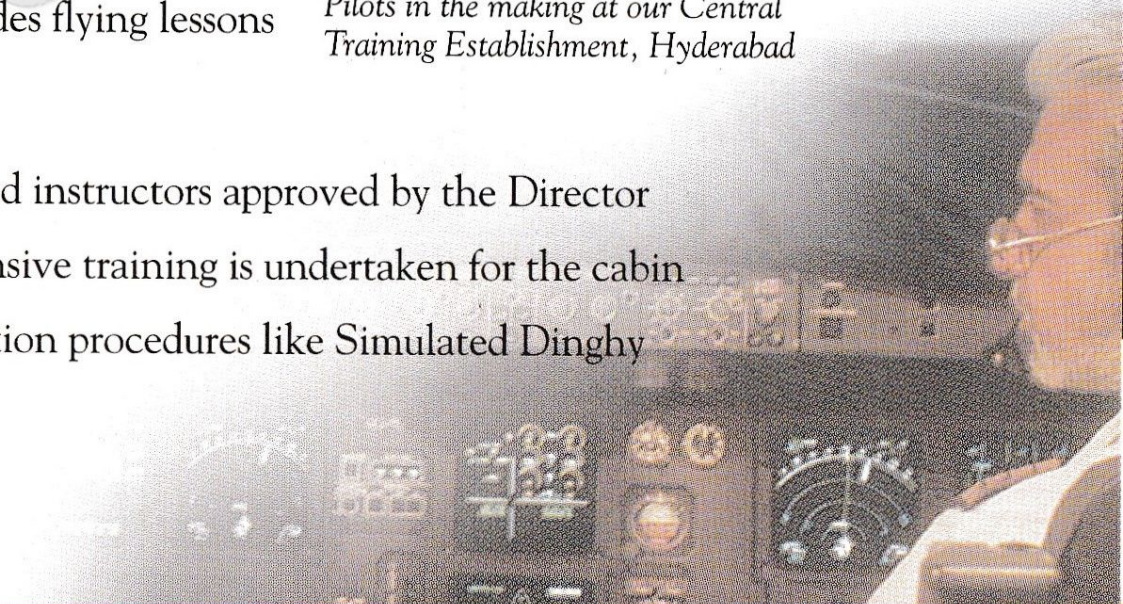 des flying lessons
Pilots in the making at our Central
Training Establishment, Hyderabad
d instructors approved by the Director
nsive training is undertaken for the cabin
tion procedures like Simulated Dinghy